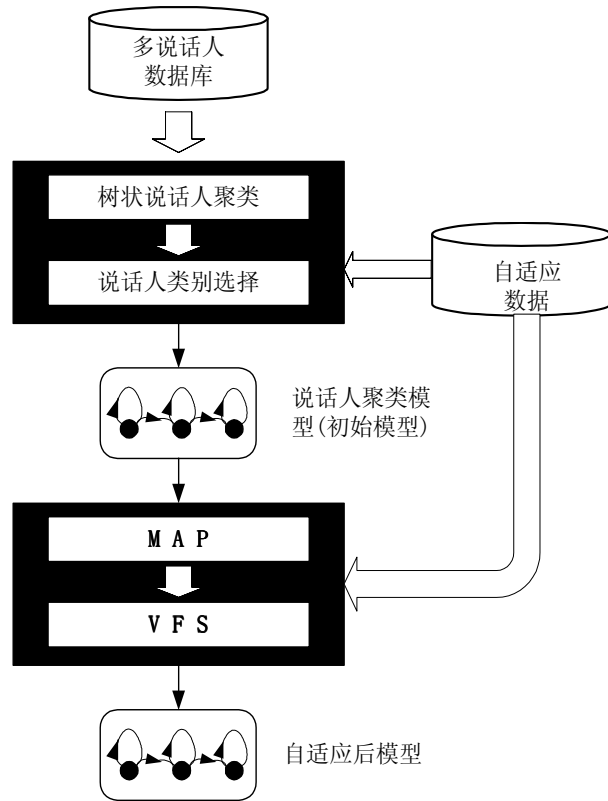 多说话人
数据库
树状说话人聚类
说话人类别选择
自适应
数据
说话人聚类模
型(初始模型)
M A P
V F S
自适应后模型